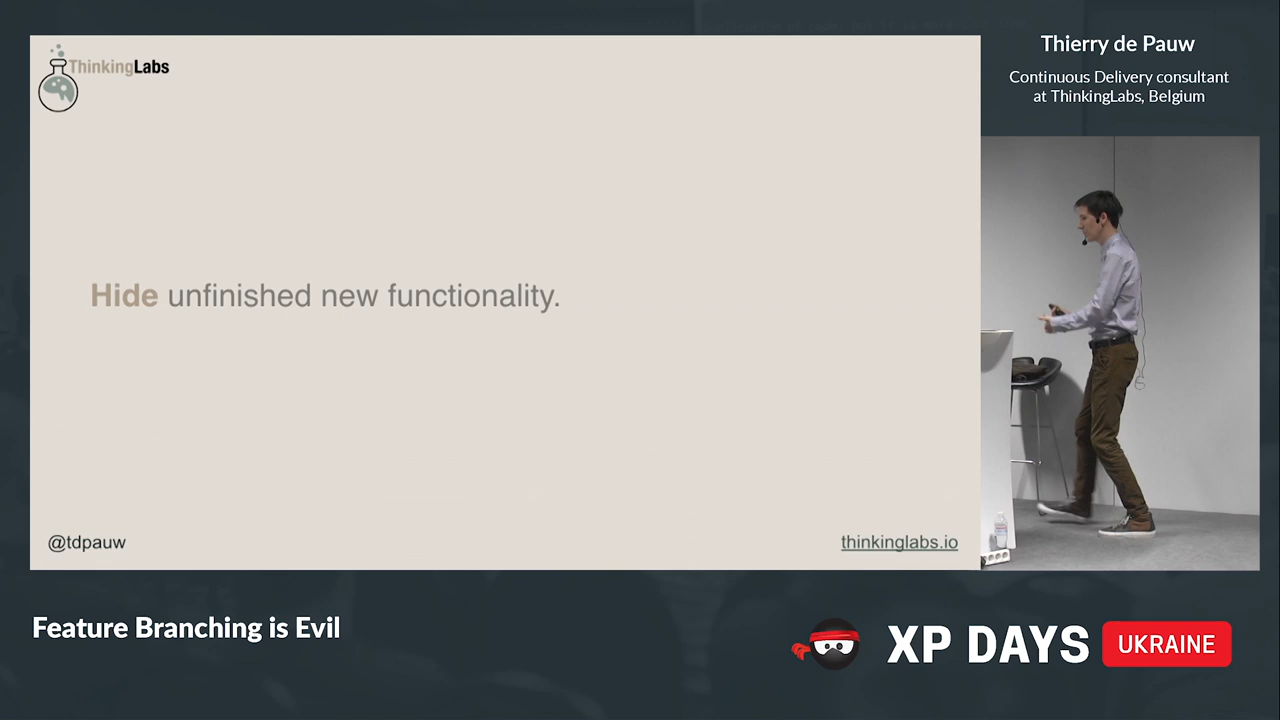 ThinkingLabs
Hide unfinished new functionality.
@tdpauw
thinkinglabs.io
Thierry de Pauw
Continuous Delivery consultant
at ThinkingLabs, Belgium
Feature Branching is Evil
XP DAYS UKRAINE